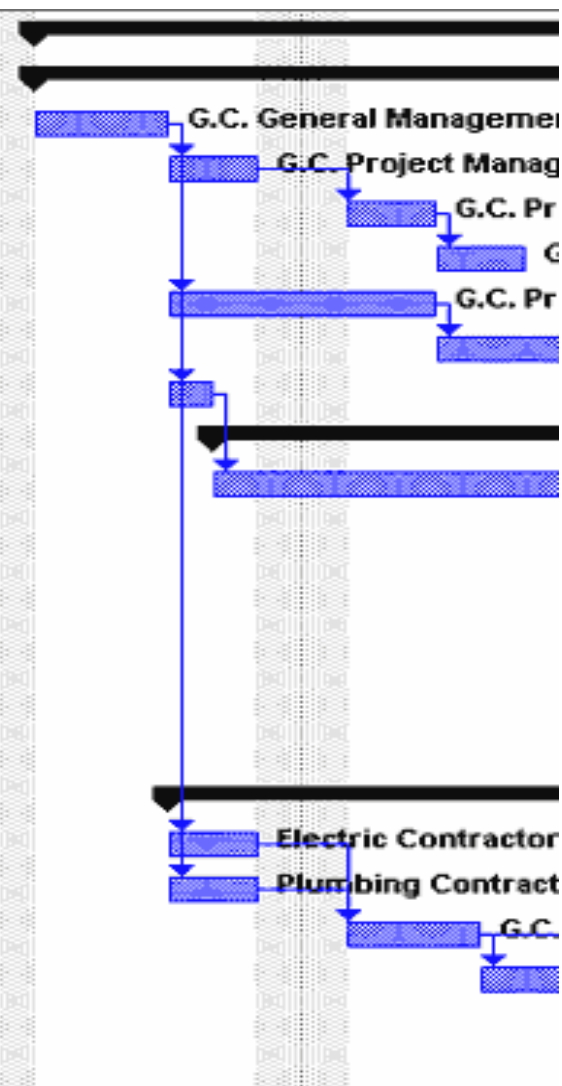 G.C. General Managemen
G.C. Project Manag
G.C. Pr
G
G.C. Pr
Electric Contractor
Plumbing Contract
G.C.